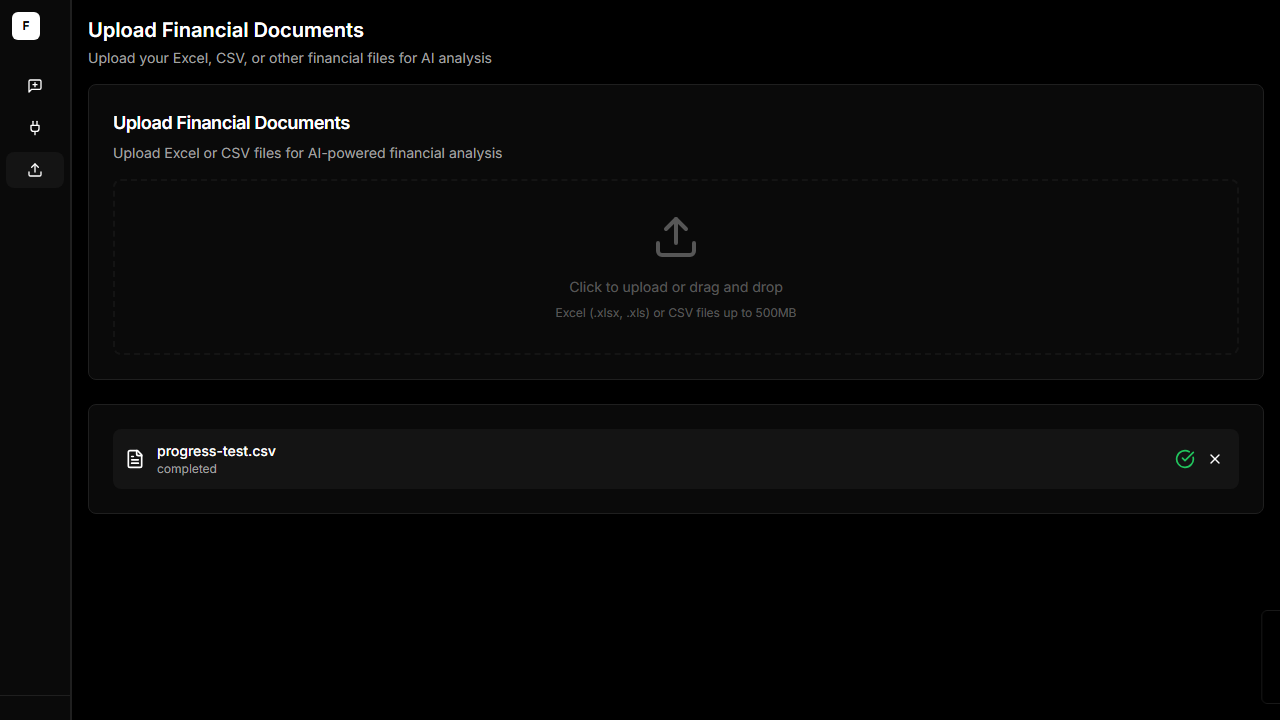 F
Upload Financial Documents
Upload your Excel, CSV, or other financial files for AI analysis
Upload Financial Documents
Upload Excel or CSV files for AI-powered financial analysis
Click to upload or drag and drop
Excel (.xlsx, .xls) or CSV files up to 500MB
progress-test.csv
completed